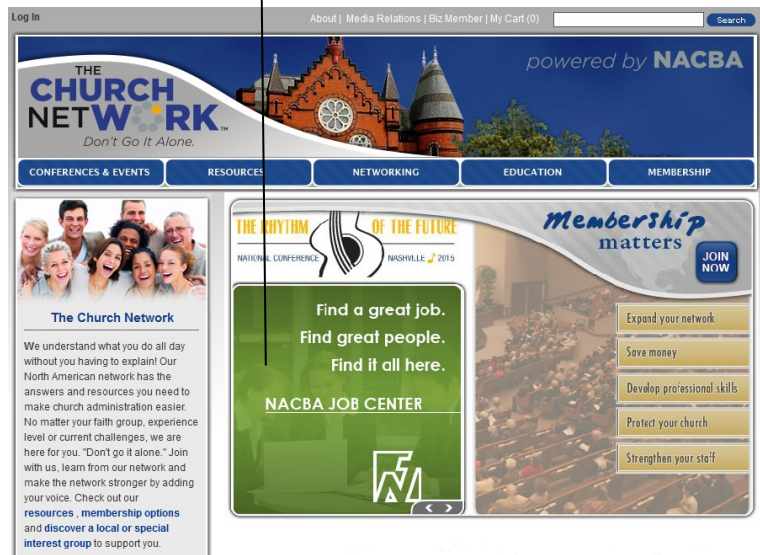 Log In
About | Media Relations | Biz Member | My Cart (0)
Search
THE
CHURCH
NETWORK™
Don't Go It Alone.
powered by NACBA
CONFERENCES & EVENTS
RESOURCES
NETWORKING
EDUCATION
MEMBERSHIP
The Church Network
We understand what you do all day
without you having to explain! Our
North American network has the
answers and resources you need to
make church administration easier.
No matter your faith group, experience
level or current challenges, we are
here for you. "Don't go it alone." Join
with us, learn from our network and
make the network stronger by adding
your voice. Check out our
resources , membership options
and discover a local or special
interest group to support you.
THE RHYTHM OF THE FUTURE
NATIONAL CONFERENCE NASHVILLE 2015
Find a great job.
Find great people.
Find it all here.
NACBA JOB CENTER
Membership
matters
JOIN
NOW
Expand your network
Save money
Develop professional skills
Protect your church
Strengthen your staff